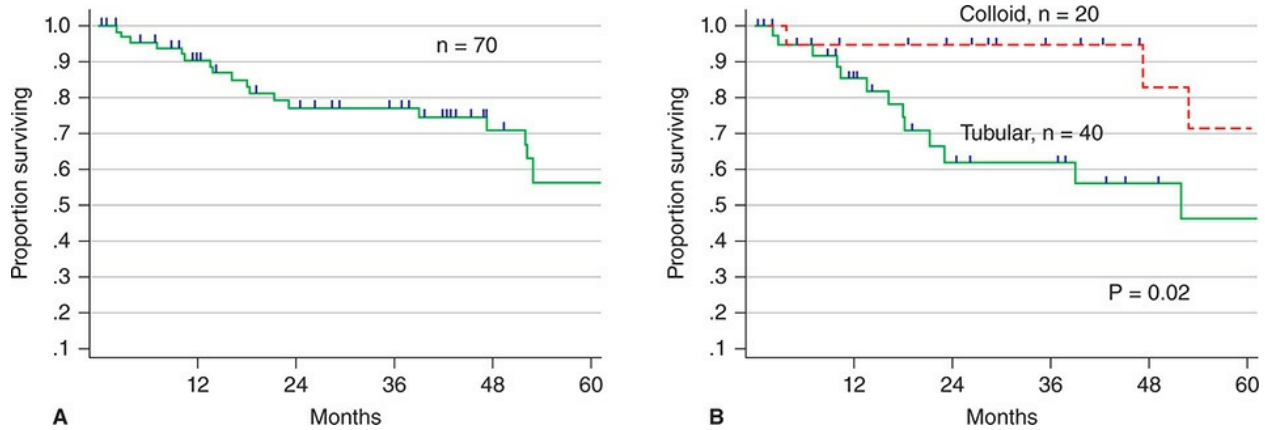 1.0
.9
.8
.7
.6
.5
.4
.3
.2
.1
Proportion surviving
n = 70
12 24 36 48 60
Months
A
1.0
.9
.8
.7
.6
.5
.4
.3
.2
.1
Proportion surviving
Colloid, n = 20
Tubular, n = 40
P = 0.02
12 24 36 48 60
Months
B